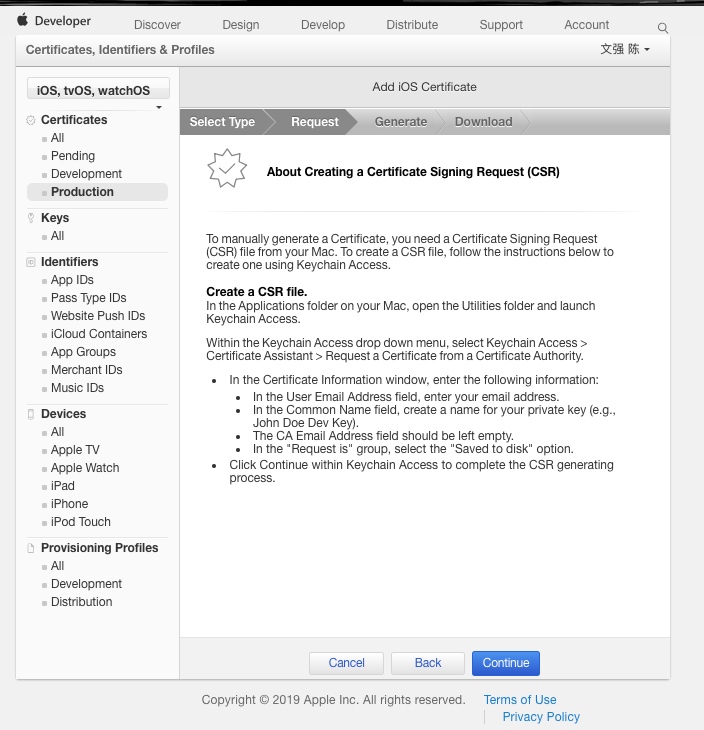 Developer Discover Design Develop Distribute Support Account
Certificates, Identifiers & Profiles 文强 陈
iOS, tvOS, watchOS
Certificates
All
Pending
Development
Production
Keys
All
Identifiers
App IDs
Pass Type IDs
Website Push IDs
iCloud Containers
App Groups
Merchant IDs
Music IDs
Devices
All
Apple TV
Apple Watch
iPad
iPhone
iPod Touch
Provisioning Profiles
All
Development
Distribution
Add iOS Certificate
Select Type Request Generate Download
About Creating a Certificate Signing Request (CSR)
To manually generate a Certificate, you need a Certificate Signing Request
(CSR) file from your Mac. To create a CSR file, follow the instructions below to
create one using Keychain Access.
Create a CSR file.
In the Applications folder on your Mac, open the Utilities folder and launch
Keychain Access.
Within the Keychain Access drop down menu, select Keychain Access >
Certificate Assistant > Request a Certificate from a Certificate Authority.
In the Certificate Information window, enter the following information:
In the User Email Address field, enter your email address.
In the Common Name field, create a name for your private key (e.g.,
John Doe Dev Key).
The CA Email Address field should be left empty.
In the "Request is" group, select the "Saved to disk" option.
Click Continue within Keychain Access to complete the CSR generating
process.
Cancel Back Continue
Copyright © 2019 Apple Inc. All rights reserved. Terms of Use
Privacy Policy